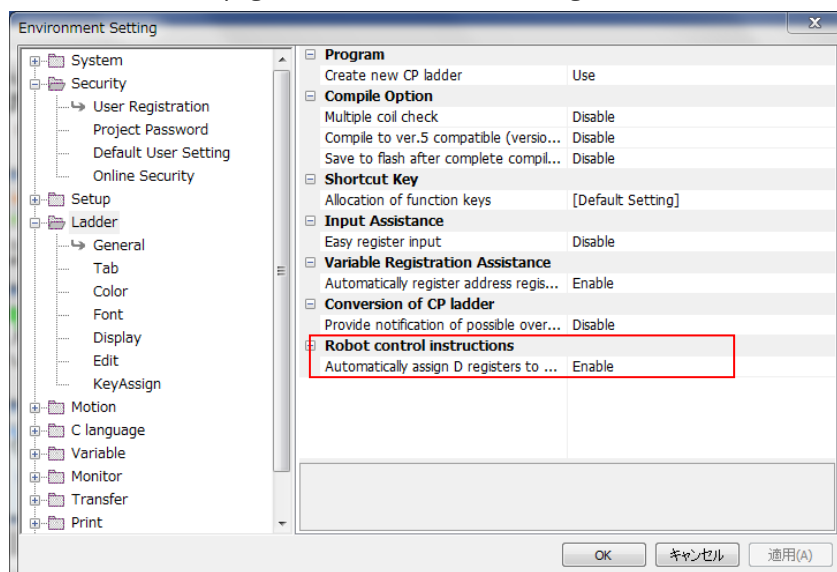 Environment Setting
System
Security
User Registration
Project Password
Default User Setting
Online Security
Setup
Ladder
General
Tab
Color
Font
Display
Edit
KeyAssign
Motion
C language
Variable
Monitor
Transfer
Print
Program
Create new CP ladder Use
Compile Option
Multiple coil check Disable
Compile to ver.5 compatible (versio... Disable
Save to flash after complete compil... Disable
Shortcut Key
Allocation of function keys [Default Setting]
Input Assistance
Easy register input Disable
Variable Registration Assistance
Automatically register address regis... Enable
Conversion of CP ladder
Provide notification of possible over... Disable
Robot control instructions
Automatically assign D registers to ... Enable
OK キャンセル 適用(A)